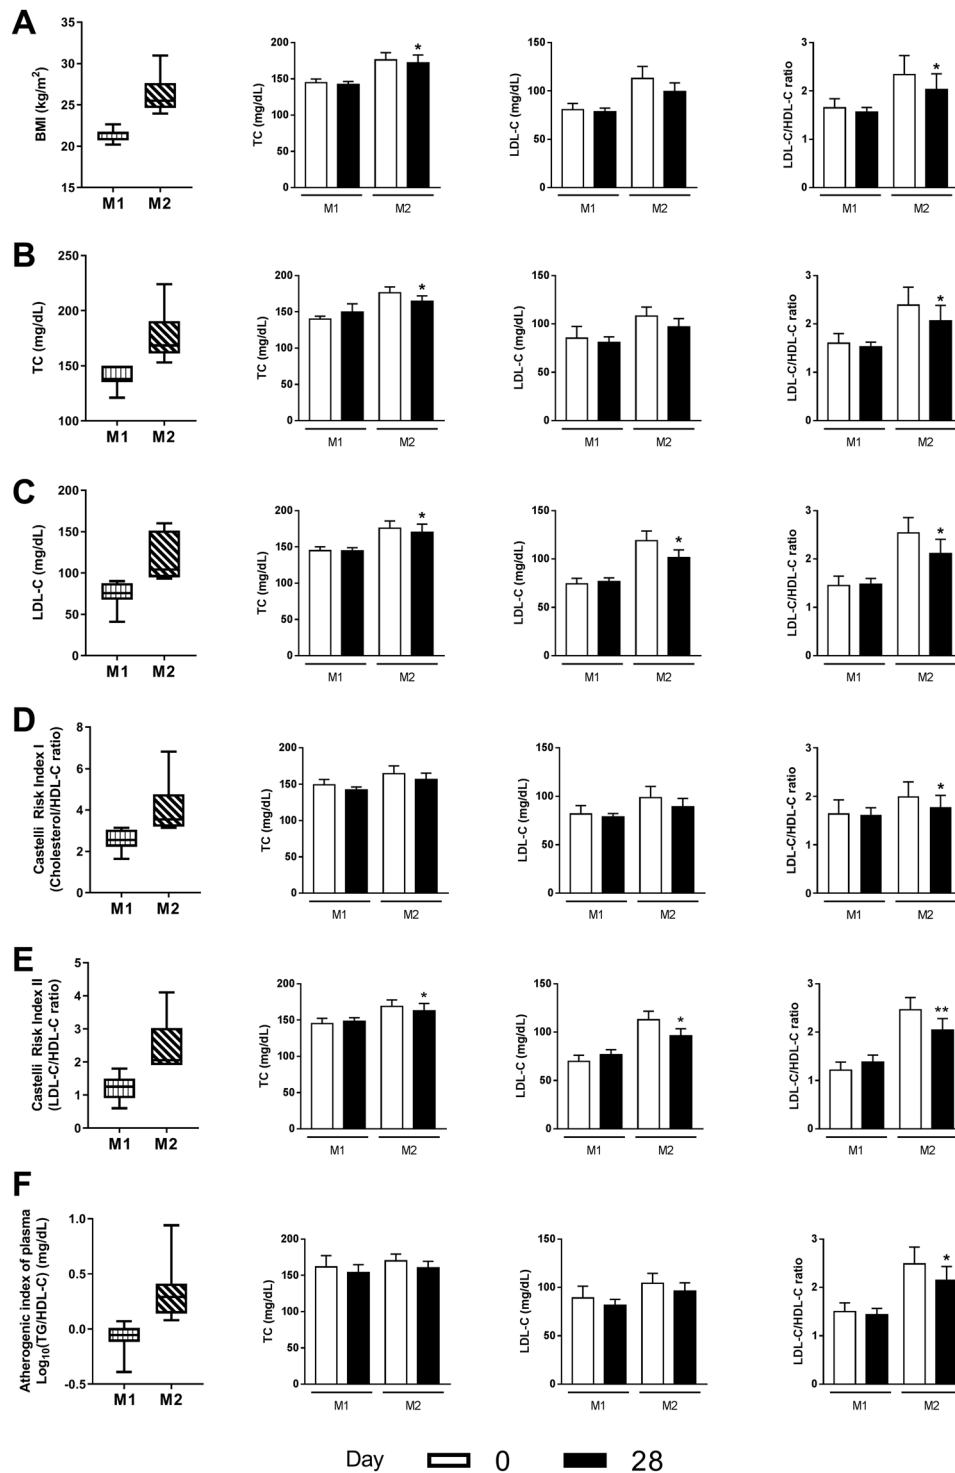 A
BMI (kg/m²)
35
30
25
20
15
M1 M2
TC (mg/dL)
200
150
100
50
0
M1 M2
LDL-C (mg/dL)
150
100
50
0
M1 M2
LDL-C/HDL-C ratio
3
2
1
0
*
*
M1 M2
B
TC (mg/dL)
250
200
150
100
M1 M2
TC (mg/dL)
200
150
100
50
0
*
M1 M2
LDL-C (mg/dL)
150
100
50
0
M1 M2
LDL-C/HDL-C ratio
3
2
1
0
*
M1 M2
C
LDL-C (mg/dL)
200
150
100
50
0
M1 M2
TC (mg/dL)
200
150
100
50
0
*
M1 M2
LDL-C (mg/dL)
150
100
50
0
*
M1 M2
LDL-C/HDL-C ratio
3
2
1
0
*
M1 M2
D
Castelli Risk Index I
(Cholesterol/HDL-C ratio)
8
6
4
2
0
M1 M2
TC (mg/dL)
200
150
100
50
0
M1 M2
LDL-C (mg/dL)
150
100
50
0
M1 M2
LDL-C/HDL-C ratio
3
2
1
0
*
M1 M2
E
Castelli Risk Index II
(LDL-C/HDL-C ratio)
5
4
3
2
1
0
M1 M2
TC (mg/dL)
200
150
100
50
0
*
M1 M2
LDL-C (mg/dL)
150
100
50
0
*
M1 M2
LDL-C/HDL-C ratio
3
2
1
0
**
M1 M2
F
Atherogenic index of plasma
Log₁₀(TG/HDL-C) (mg/dL)
1.0
0.5
0.0
-0.5
M1 M2
TC (mg/dL)
200
150
100
50
0
M1 M2
LDL-C (mg/dL)
150
100
50
0
M1 M2
LDL-C/HDL-C ratio
3
2
1
0
*
M1 M2
Day 0 28